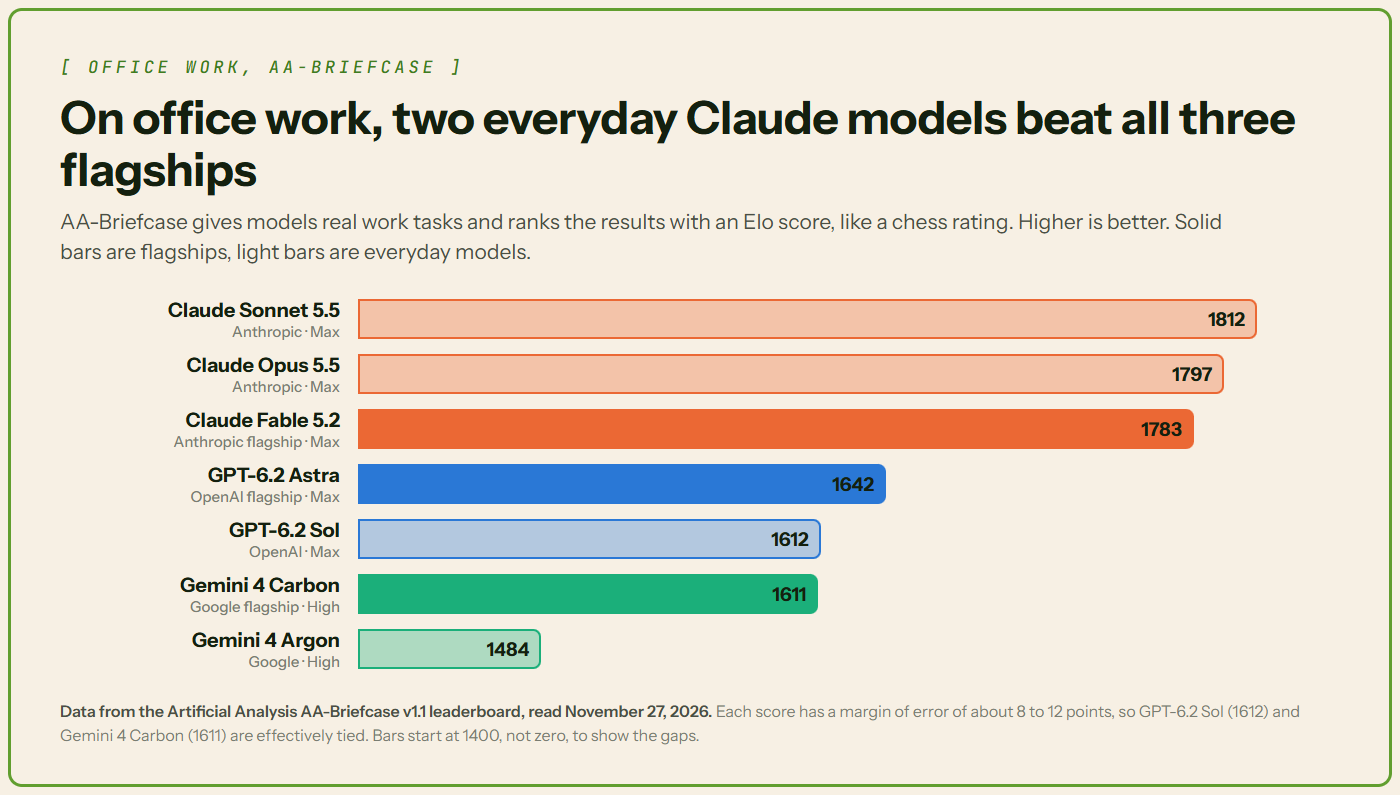 [ OFFICE WORK, AA-BRIEFCASE ]
On office work, two everyday Claude models beat all three
flagships
AA-Briefcase gives models real work tasks and ranks the results with an Elo score, like a chess rating. Higher is better. Solid
bars are flagships, light bars are everyday models.
Claude Sonnet 5.5
Anthropic · Max
1812
Claude Opus 5.5
Anthropic · Max
1797
Claude Fable 5.2
Anthropic flagship · Max
1783
GPT-6.2 Astra
OpenAI flagship · Max
1642
GPT-6.2 Sol
OpenAI · Max
1612
Gemini 4 Carbon
Google flagship · High
1611
Gemini 4 Argon
Google · High
1484
Data from the Artificial Analysis AA-Briefcase v1.1 leaderboard, read November 27, 2026. Each score has a margin of error of about 8 to 12 points, so GPT-6.2 Sol (1612) and
Gemini 4 Carbon (1611) are effectively tied. Bars start at 1400, not zero, to show the gaps.